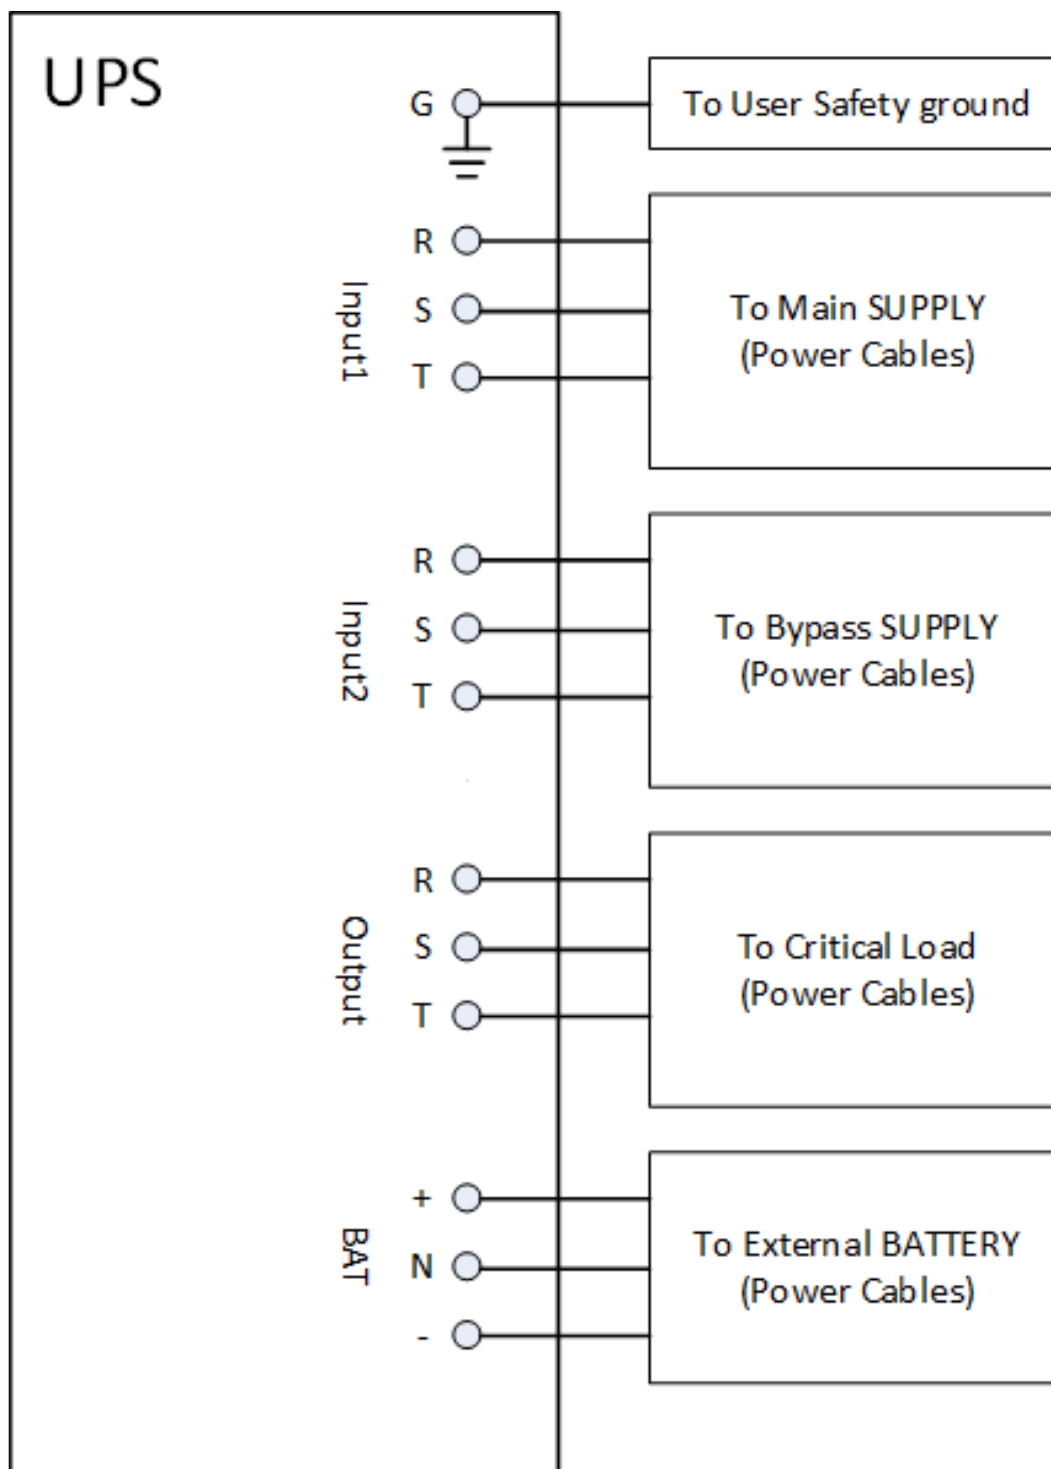 UPS
G
To User Safety ground
Input1
R
S
T
To Main SUPPLY
(Power Cables)
Input2
R
S
T
To Bypass SUPPLY
(Power Cables)
Output
R
S
T
To Critical Load
(Power Cables)
BAT
+
N
-
To External BATTERY
(Power Cables)